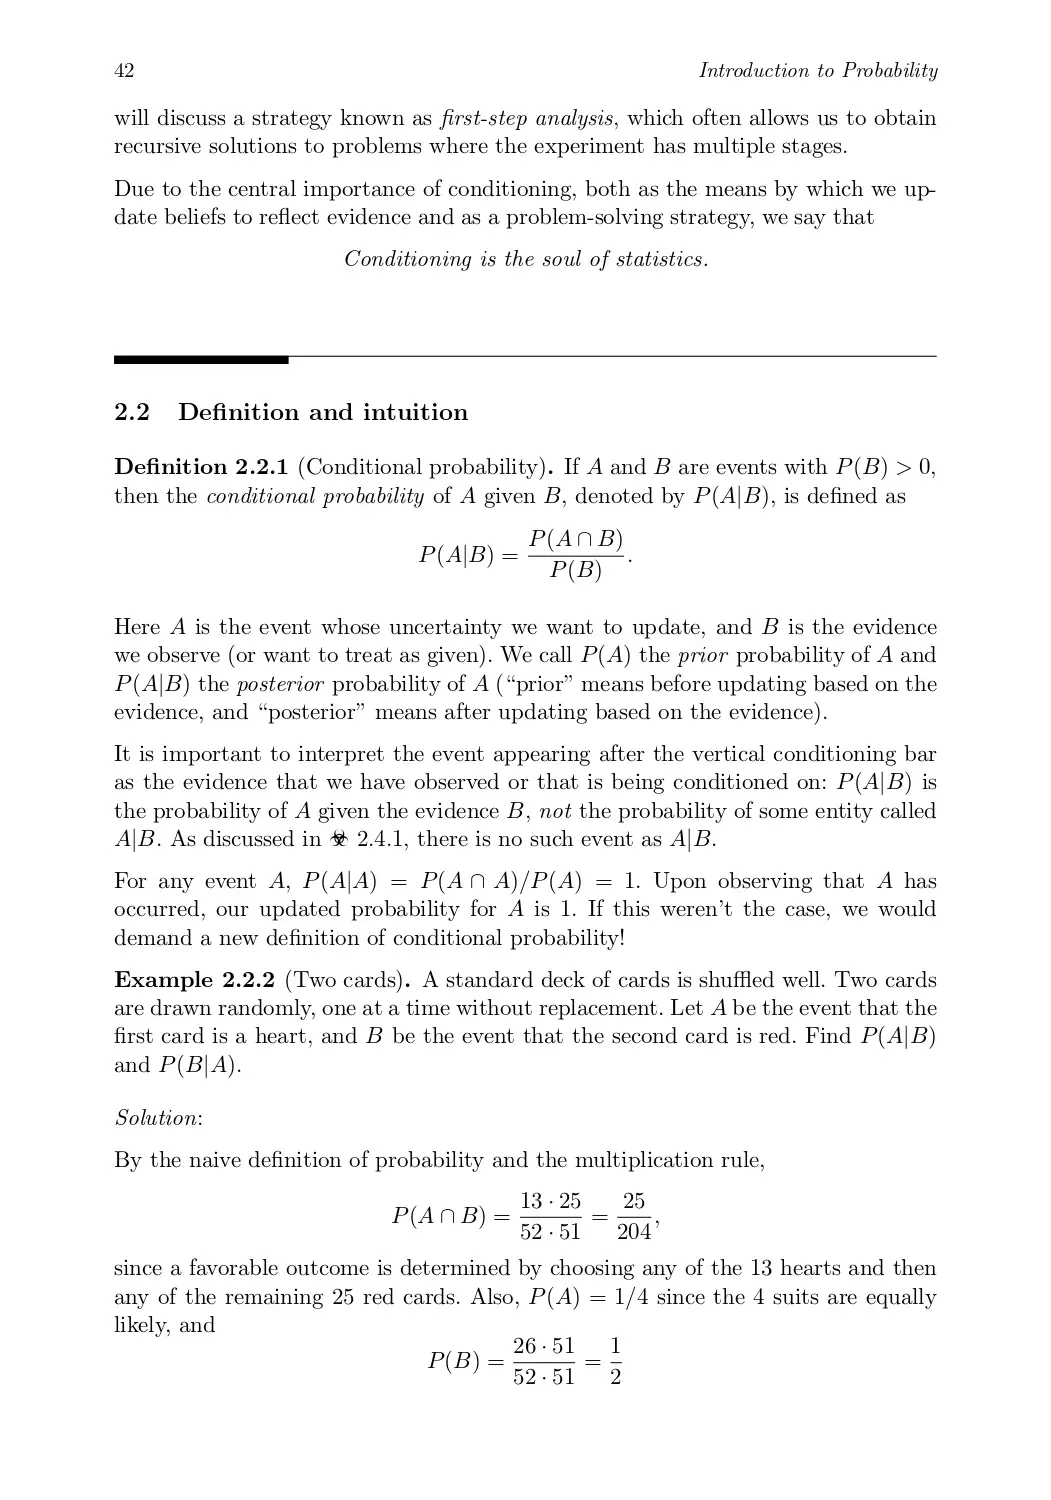 42 Introduction to Probability
will discuss a strategy known as first-step analysis, which often allows us to obtain
recursive solutions to problems where the experiment has multiple stages.
Due to the central importance of conditioning, both as the means by which we up-
date beliefs to reflect evidence and as a problem-solving strategy, we say that
Conditioning is the soul of statistics.
2.2 Definition and intuition
Definition 2.2.1 (Conditional probability). If A and B are events with P(B) > 0,
then the conditional probability of A given B, denoted by P(A|B), is defined as
P(A|B) = P(A ∩ B) / P(B).
Here A is the event whose uncertainty we want to update, and B is the evidence
we observe (or want to treat as given). We call P(A) the prior probability of A and
P(A|B) the posterior probability of A (“prior” means before updating based on the
evidence, and “posterior” means after updating based on the evidence).
It is important to interpret the event appearing after the vertical conditioning bar
as the evidence that we have observed or that is being conditioned on: P(A|B) is
the probability of A given the evidence B, not the probability of some entity called
A|B. As discussed in ☣ 2.4.1, there is no such event as A|B.
For any event A, P(A|A) = P(A ∩ A)/P(A) = 1. Upon observing that A has
occurred, our updated probability for A is 1. If this weren’t the case, we would
demand a new definition of conditional probability!
Example 2.2.2 (Two cards). A standard deck of cards is shuffled well. Two cards
are drawn randomly, one at a time without replacement. Let A be the event that the
first card is a heart, and B be the event that the second card is red. Find P(A|B)
and P(B|A).
Solution:
By the naive definition of probability and the multiplication rule,
P(A ∩ B) = 13 · 25 / 52 · 51 = 25 / 204,
since a favorable outcome is determined by choosing any of the 13 hearts and then
any of the remaining 25 red cards. Also, P(A) = 1/4 since the 4 suits are equally
likely, and
P(B) = 26 · 51 / 52 · 51 = 1 / 2